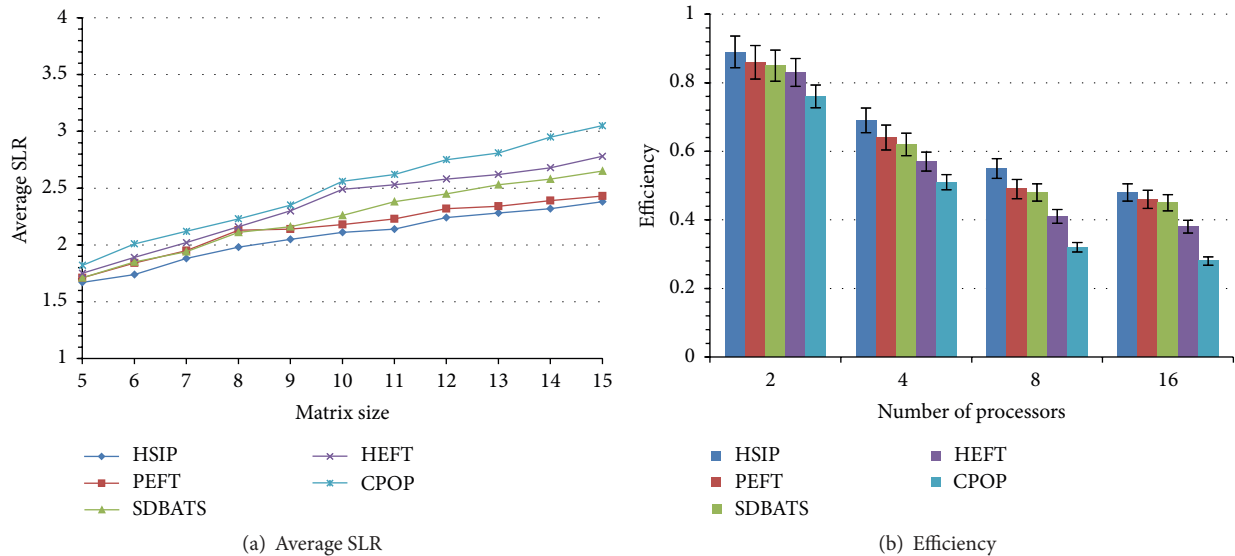 4
3.5
3
2.5
2
1.5
1
Average SLR
5 6 7 8 9 10 11 12 13 14 15
Matrix size
HSIP
PEFT
SDBATS
HEFT
CPOP
(a) Average SLR
1
0.8
0.6
0.4
0.2
0
Efficiency
2 4 8 16
Number of processors
HSIP
PEFT
SDBATS
HEFT
CPOP
(b) Efficiency